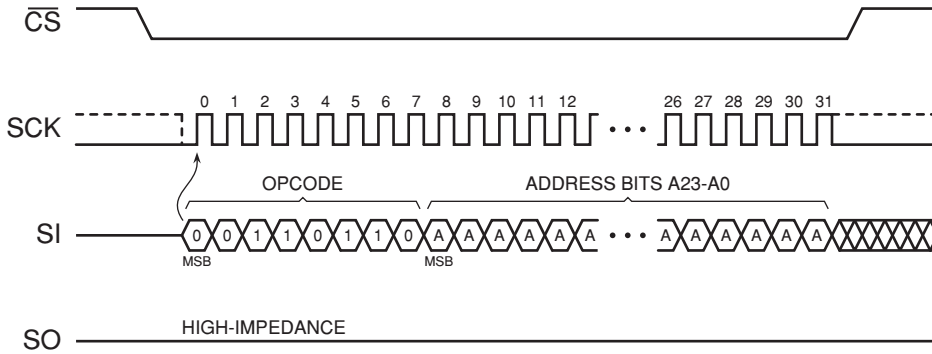 CS
0 1 2 3 4 5 6 7 8 9 10 11 12 26 27 28 29 30 31
SCK
OPCODE ADDRESS BITS A23-A0
SI 0 0 1 1 0 1 1 0 A A A A A A A A A A A A
MSB MSB
HIGH-IMPEDANCE
SO